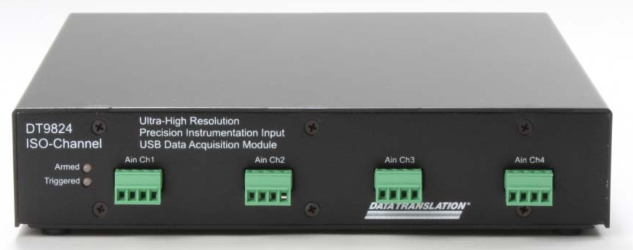 DT9824
ISO-Channel
Ultra-High Resolution
Precision Instrumentation Input
USB Data Acquisition Module
Armed
Triggered
Ain Ch1
Ain Ch2
Ain Ch3
Ain Ch4
DATA TRANSLATION®